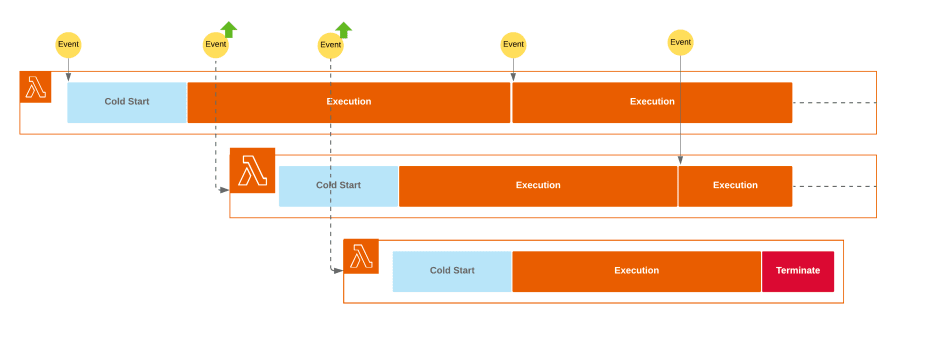 Event
Event
Event
Event
Event
Cold Start
Execution
Execution
Cold Start
Execution
Execution
Cold Start
Execution
Terminate